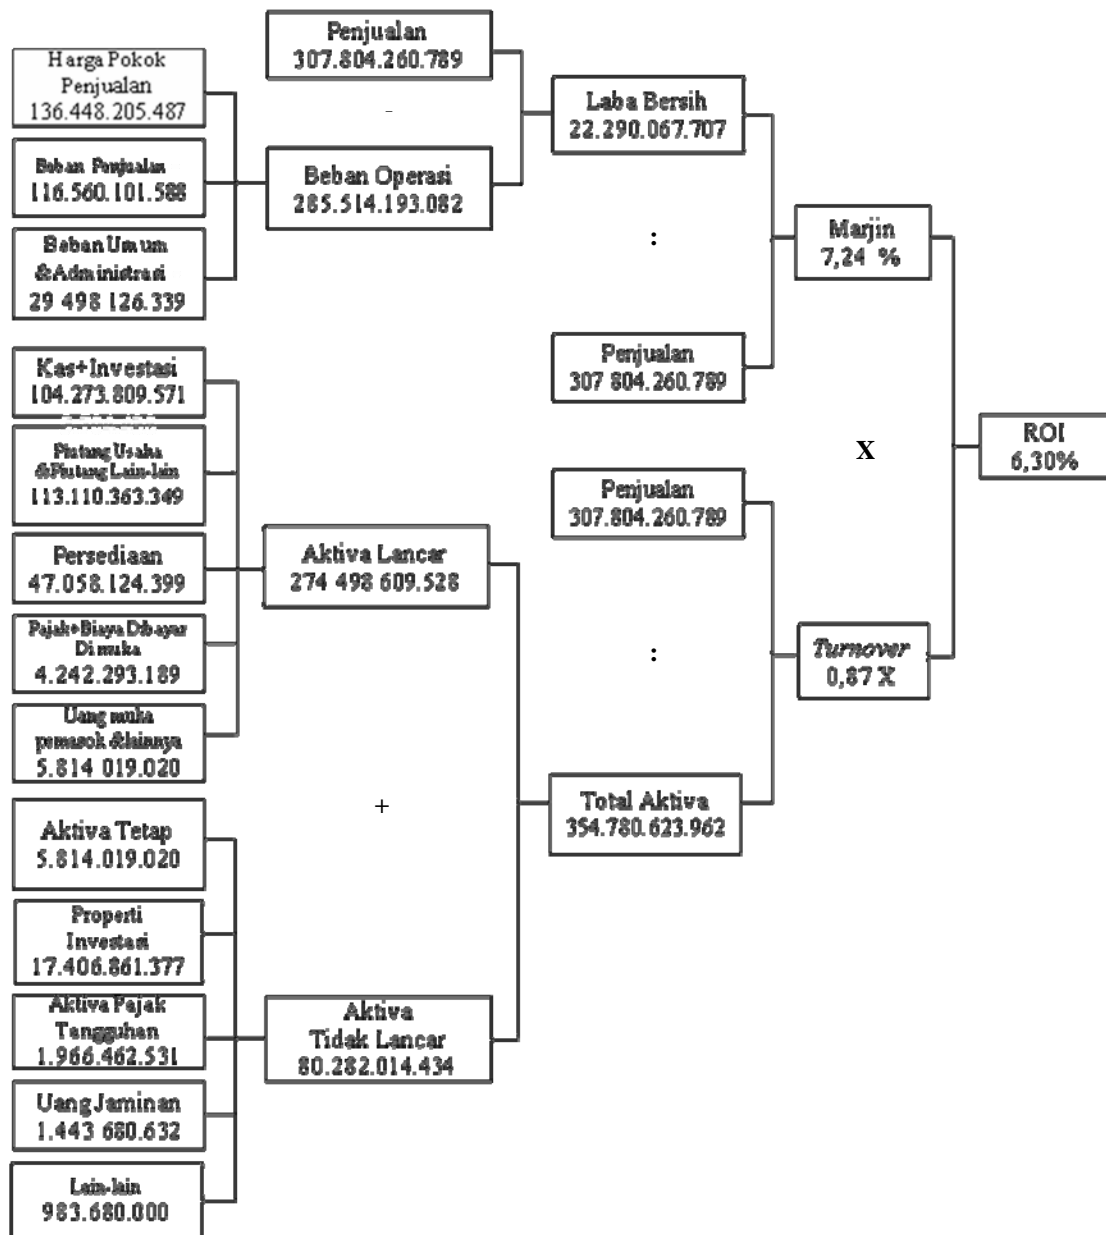 Penjualan
307.804.260.789
Harga Pokok
Penjualan
136.448.205.487
-
Laba Bersih
22.290.067.707
Beban Penjualan
116.560.101.588
Beban Operasi
285.514.193.082
Beban Umum
&Administrasi
29 498 126.339
:
Marjin
7,24 %
Penjualan
307 804.260.789
Kas+Investasi
104.273.809.571
X
ROI
6,30%
Piutang Usaha
&Piutang Lain-lain
113.110.363.349
Penjualan
307.804.260.789
Persediaan
47.058.124.399
Aktiva Lancar
274 498 609.528
Pajak+Biaya Dibayar
Di muka
4.242.293.189
:
Turnover
0,87 X
Uang muka
pemasok &lainnya
5.814 019.020
+
Total Aktiva
354.780.623.962
Aktiva Tetap
5.814.019.020
Properti
Investasi
17.406.861.377
Aktiva Pajak
Tangguhan
1.966.462.531
Aktiva
Tidak Lancar
80.282.014.434
Uang Jaminan
1.443 680.632
Lain-lain
983.680.000